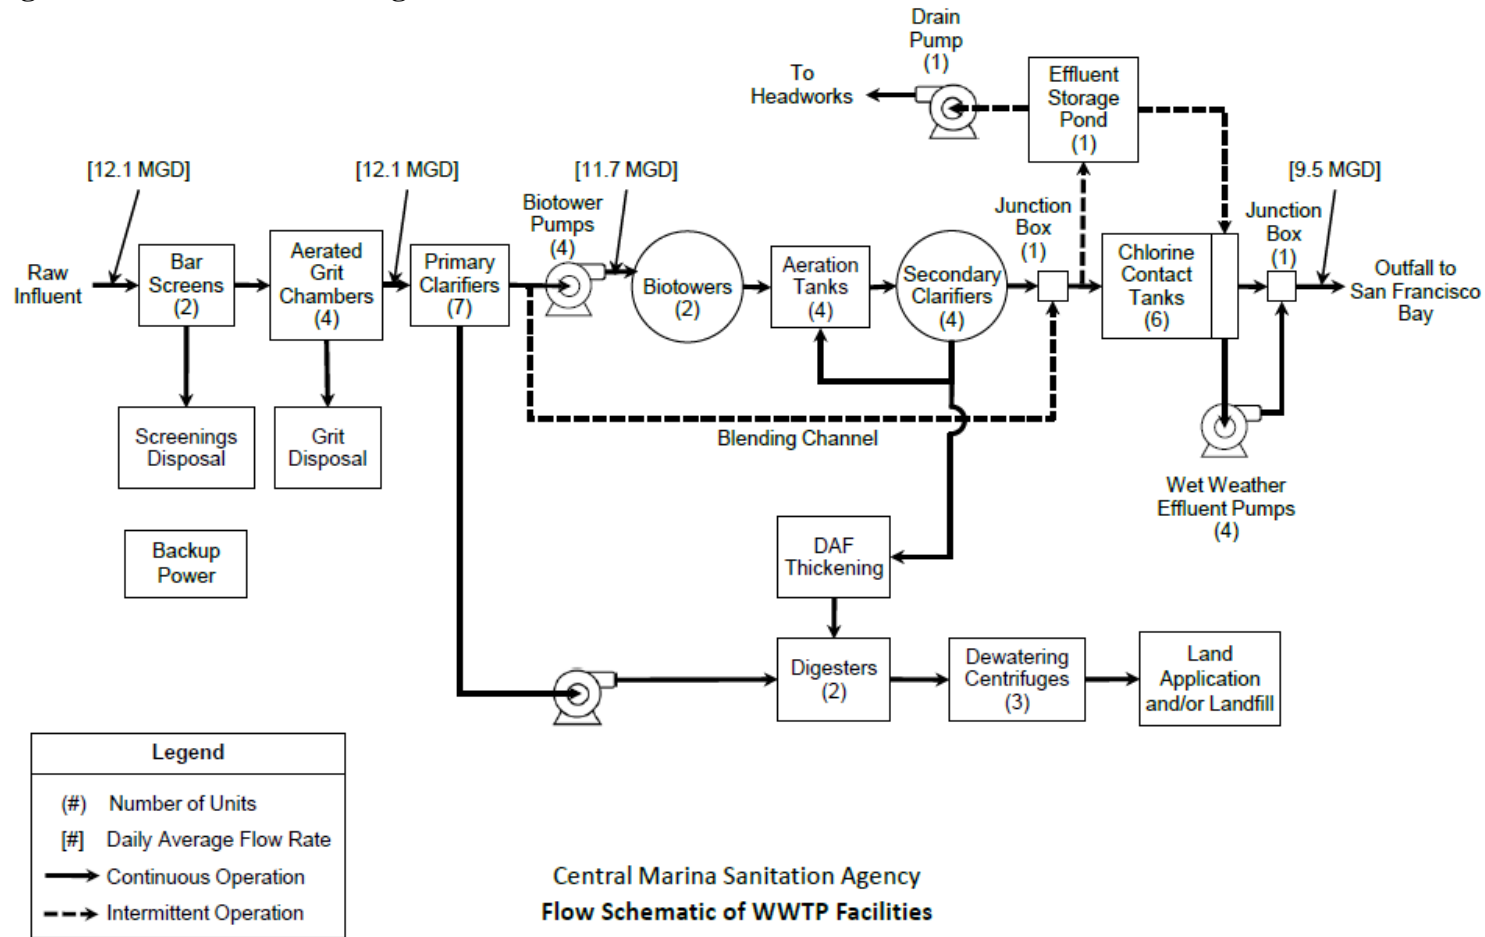 Drain
Pump
(1)
To
Headworks
Effluent
Storage
Pond
(1)
[12.1 MGD]
[12.1 MGD]
[11.7 MGD]
[9.5 MGD]
Biotower
Pumps
(4)
Junction
Box
(1)
Junction
Box
(1)
Raw
Influent
Bar
Screens
(2)
Aerated
Grit
Chambers
(4)
Primary
Clarifiers
(7)
Biotowers
(2)
Aeration
Tanks
(4)
Secondary
Clarifiers
(4)
Chlorine
Contact
Tanks
(6)
Outfall to
San Francisco
Bay
Screenings
Disposal
Grit
Disposal
Blending Channel
Wet Weather
Effluent Pumps
(4)
Backup
Power
DAF
Thickening
Digesters
(2)
Dewatering
Centrifuges
(3)
Land
Application
and/or Landfill
Legend
(#) Number of Units
[#] Daily Average Flow Rate
Continuous Operation
Intermittent Operation
Central Marina Sanitation Agency
Flow Schematic of WWTP Facilities